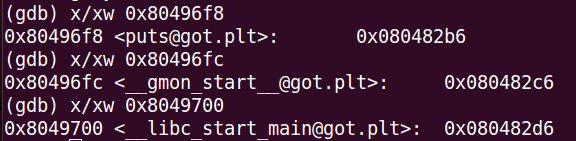 (gdb) x/xw 0x80496f8
0x80496f8 <puts@got.plt>: 0x080482b6
(gdb) x/xw 0x80496fc
0x80496fc <__gmon_start__@got.plt>: 0x080482c6
(gdb) x/xw 0x8049700
0x8049700 <__libc_start_main@got.plt>: 0x080482d6